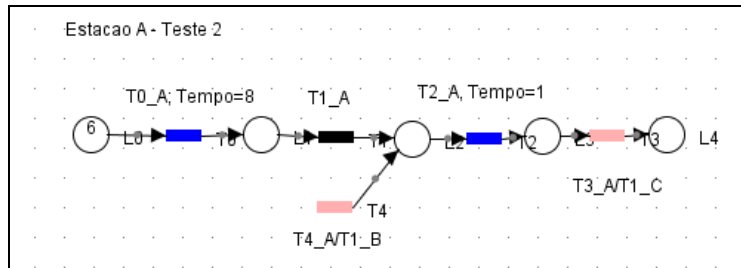 Estacao A - Teste 2
T0_A; Tempo=8
T1_A
T2_A, Tempo=1
6
L0
T0
L1
T1
L2
T2
L3
T3
L4
T4
T3_A/T1_C
T4_A/T1_B